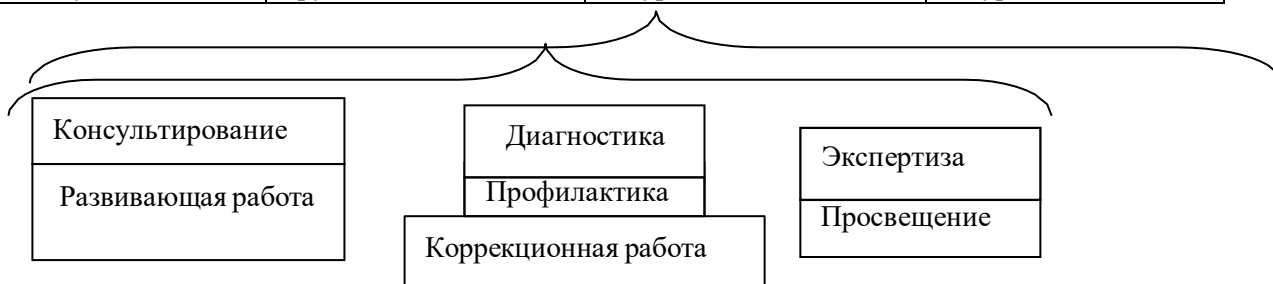 Консультирование
Развивающая работа
Диагностика
Профилактика
Коррекционная работа
Экспертиза
Просвещение